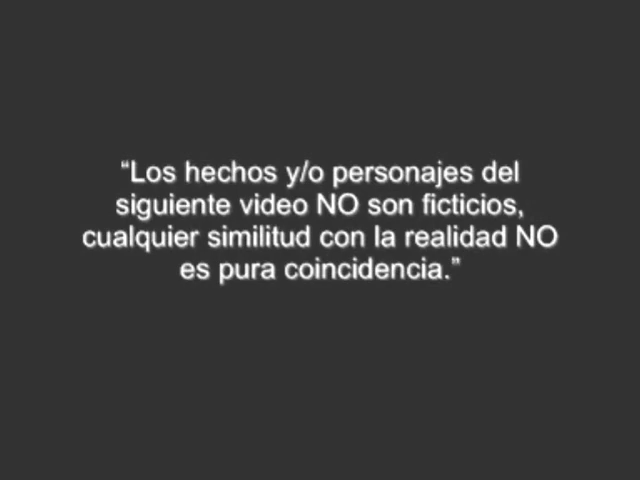 “Los hechos y/o personajes del
siguiente video NO son ficticios,
cualquier similitud con la realidad NO
es pura coincidencia.”